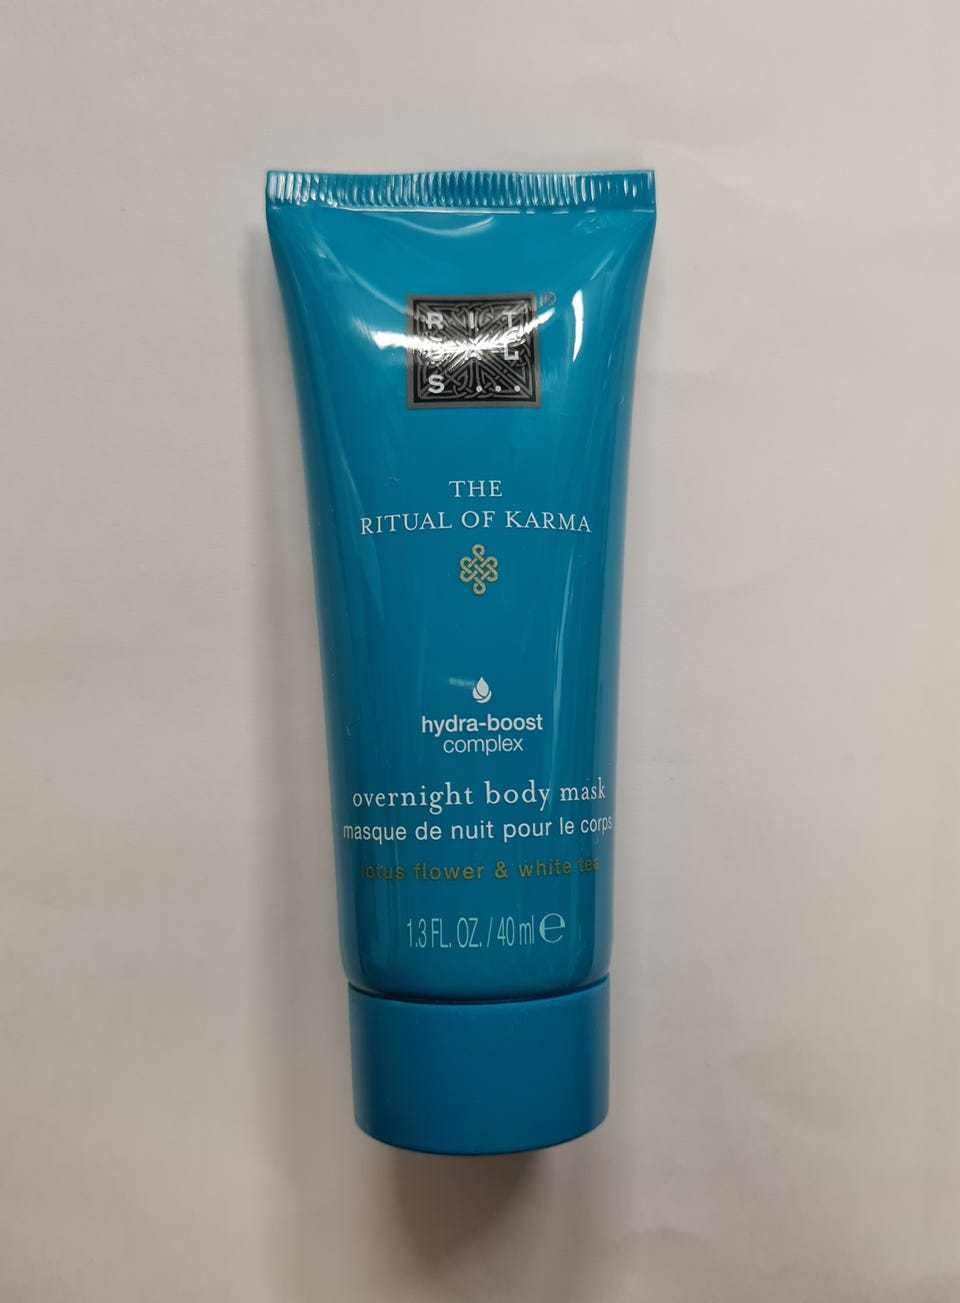 RIT
UAL
S...
®
THE
RITUAL OF KARMA
hydra-boost
complex
overnight body mask
masque de nuit pour le corps
lotus flower & white tea
1.3 FL. OZ. / 40 ml ℮